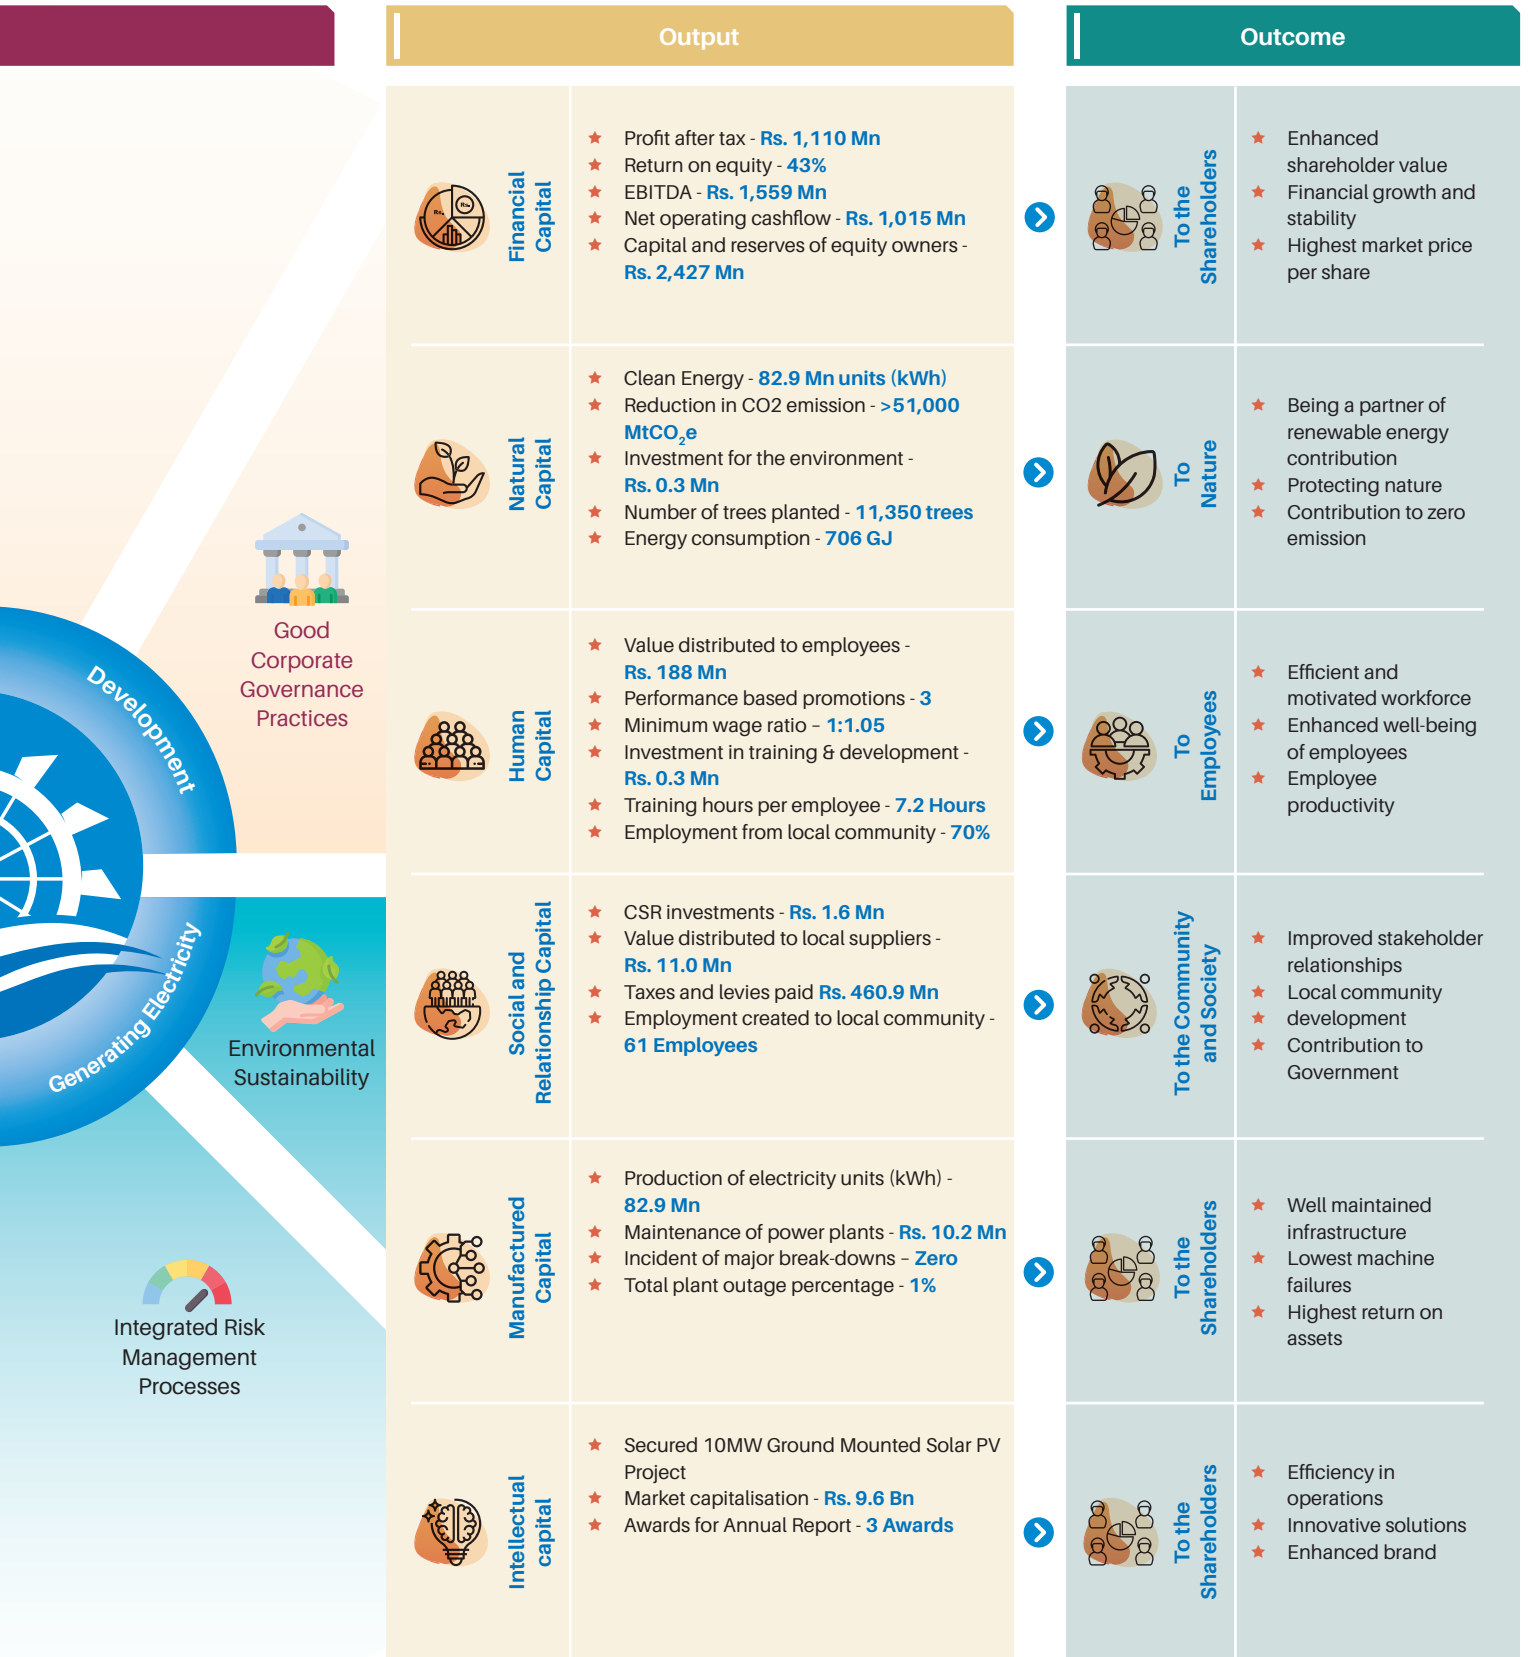 Output
Outcome
Development
Generating Electricity
Good
Corporate
Governance
Practices
Environmental
Sustainability
Integrated Risk
Management
Processes
Financial
Capital
Rs.
Rs.
Profit after tax - Rs. 1,110 Mn
Return on equity - 43%
EBITDA - Rs. 1,559 Mn
Net operating cashflow - Rs. 1,015 Mn
Capital and reserves of equity owners -
Rs. 2,427 Mn
To the
Shareholders
Enhanced
shareholder value
Financial growth and
stability
Highest market price
per share
Natural
Capital
Clean Energy - 82.9 Mn units (kWh)
Reduction in CO2 emission - >51,000
MtCO₂e
Investment for the environment -
Rs. 0.3 Mn
Number of trees planted - 11,350 trees
Energy consumption - 706 GJ
To
Nature
Being a partner of
renewable energy
contribution
Protecting nature
Contribution to zero
emission
Human
Capital
Value distributed to employees -
Rs. 188 Mn
Performance based promotions - 3
Minimum wage ratio – 1:1.05
Investment in training & development -
Rs. 0.3 Mn
Training hours per employee - 7.2 Hours
Employment from local community - 70%
To
Employees
Efficient and
motivated workforce
Enhanced well-being
of employees
Employee
productivity
Social and
Relationship Capital
CSR investments - Rs. 1.6 Mn
Value distributed to local suppliers -
Rs. 11.0 Mn
Taxes and levies paid Rs. 460.9 Mn
Employment created to local community -
61 Employees
To the Community
and Society
Improved stakeholder
relationships
Local community
development
Contribution to
Government
Manufactured
Capital
Production of electricity units (kWh) -
82.9 Mn
Maintenance of power plants - Rs. 10.2 Mn
Incident of major break-downs – Zero
Total plant outage percentage - 1%
To the
Shareholders
Well maintained
infrastructure
Lowest machine
failures
Highest return on
assets
Intellectual
capital
Secured 10MW Ground Mounted Solar PV
Project
Market capitalisation - Rs. 9.6 Bn
Awards for Annual Report - 3 Awards
To the
Shareholders
Efficiency in
operations
Innovative solutions
Enhanced brand